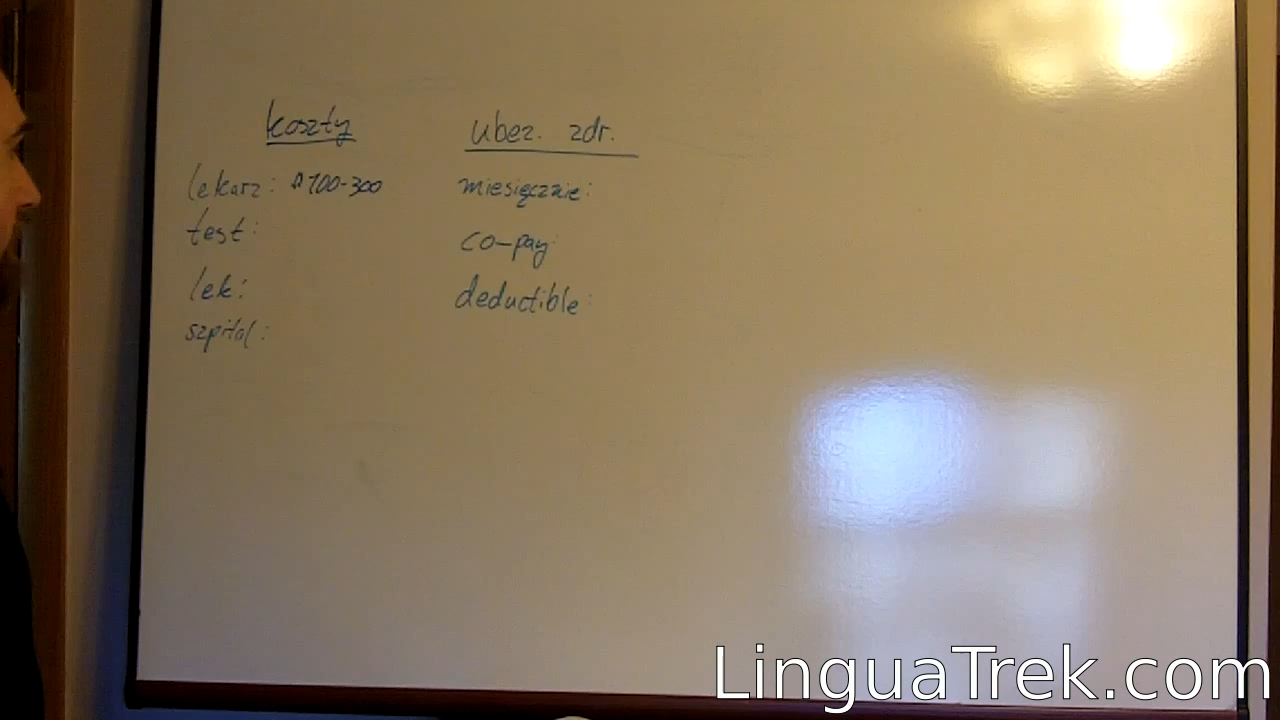 koszty
lekarz: $100-300
test:
lek:
szpital:
ubez. zdr.
miesięcznie:
co-pay:
deductible:
LinguaTrek.com